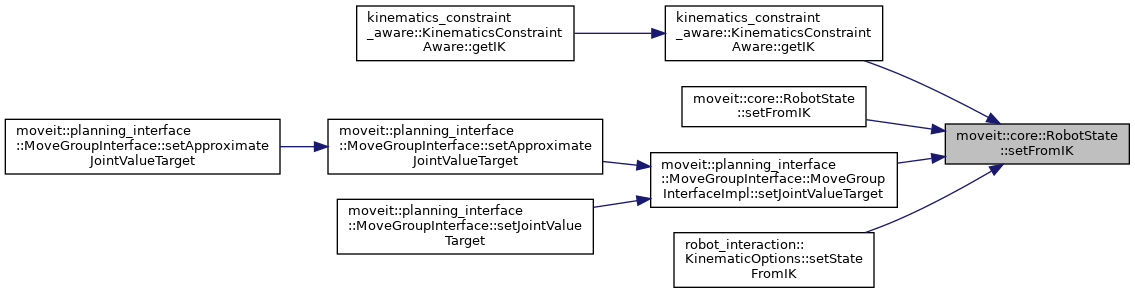 kinematics_constraint
_aware::KinematicsConstraint
Aware::getIK
kinematics_constraint
_aware::KinematicsConstraint
Aware::getIK
moveit::core::RobotState
::setFromIK
moveit::planning_interface
::MoveGroupInterface::setApproximate
JointValueTarget
moveit::planning_interface
::MoveGroupInterface::setApproximate
JointValueTarget
moveit::core::RobotState
::setFromIK
moveit::planning_interface
::MoveGroupInterface::MoveGroup
InterfaceImpl::setJointValueTarget
moveit::planning_interface
::MoveGroupInterface::setJointValue
Target
robot_interaction::
KinematicOptions::setState
FromIK